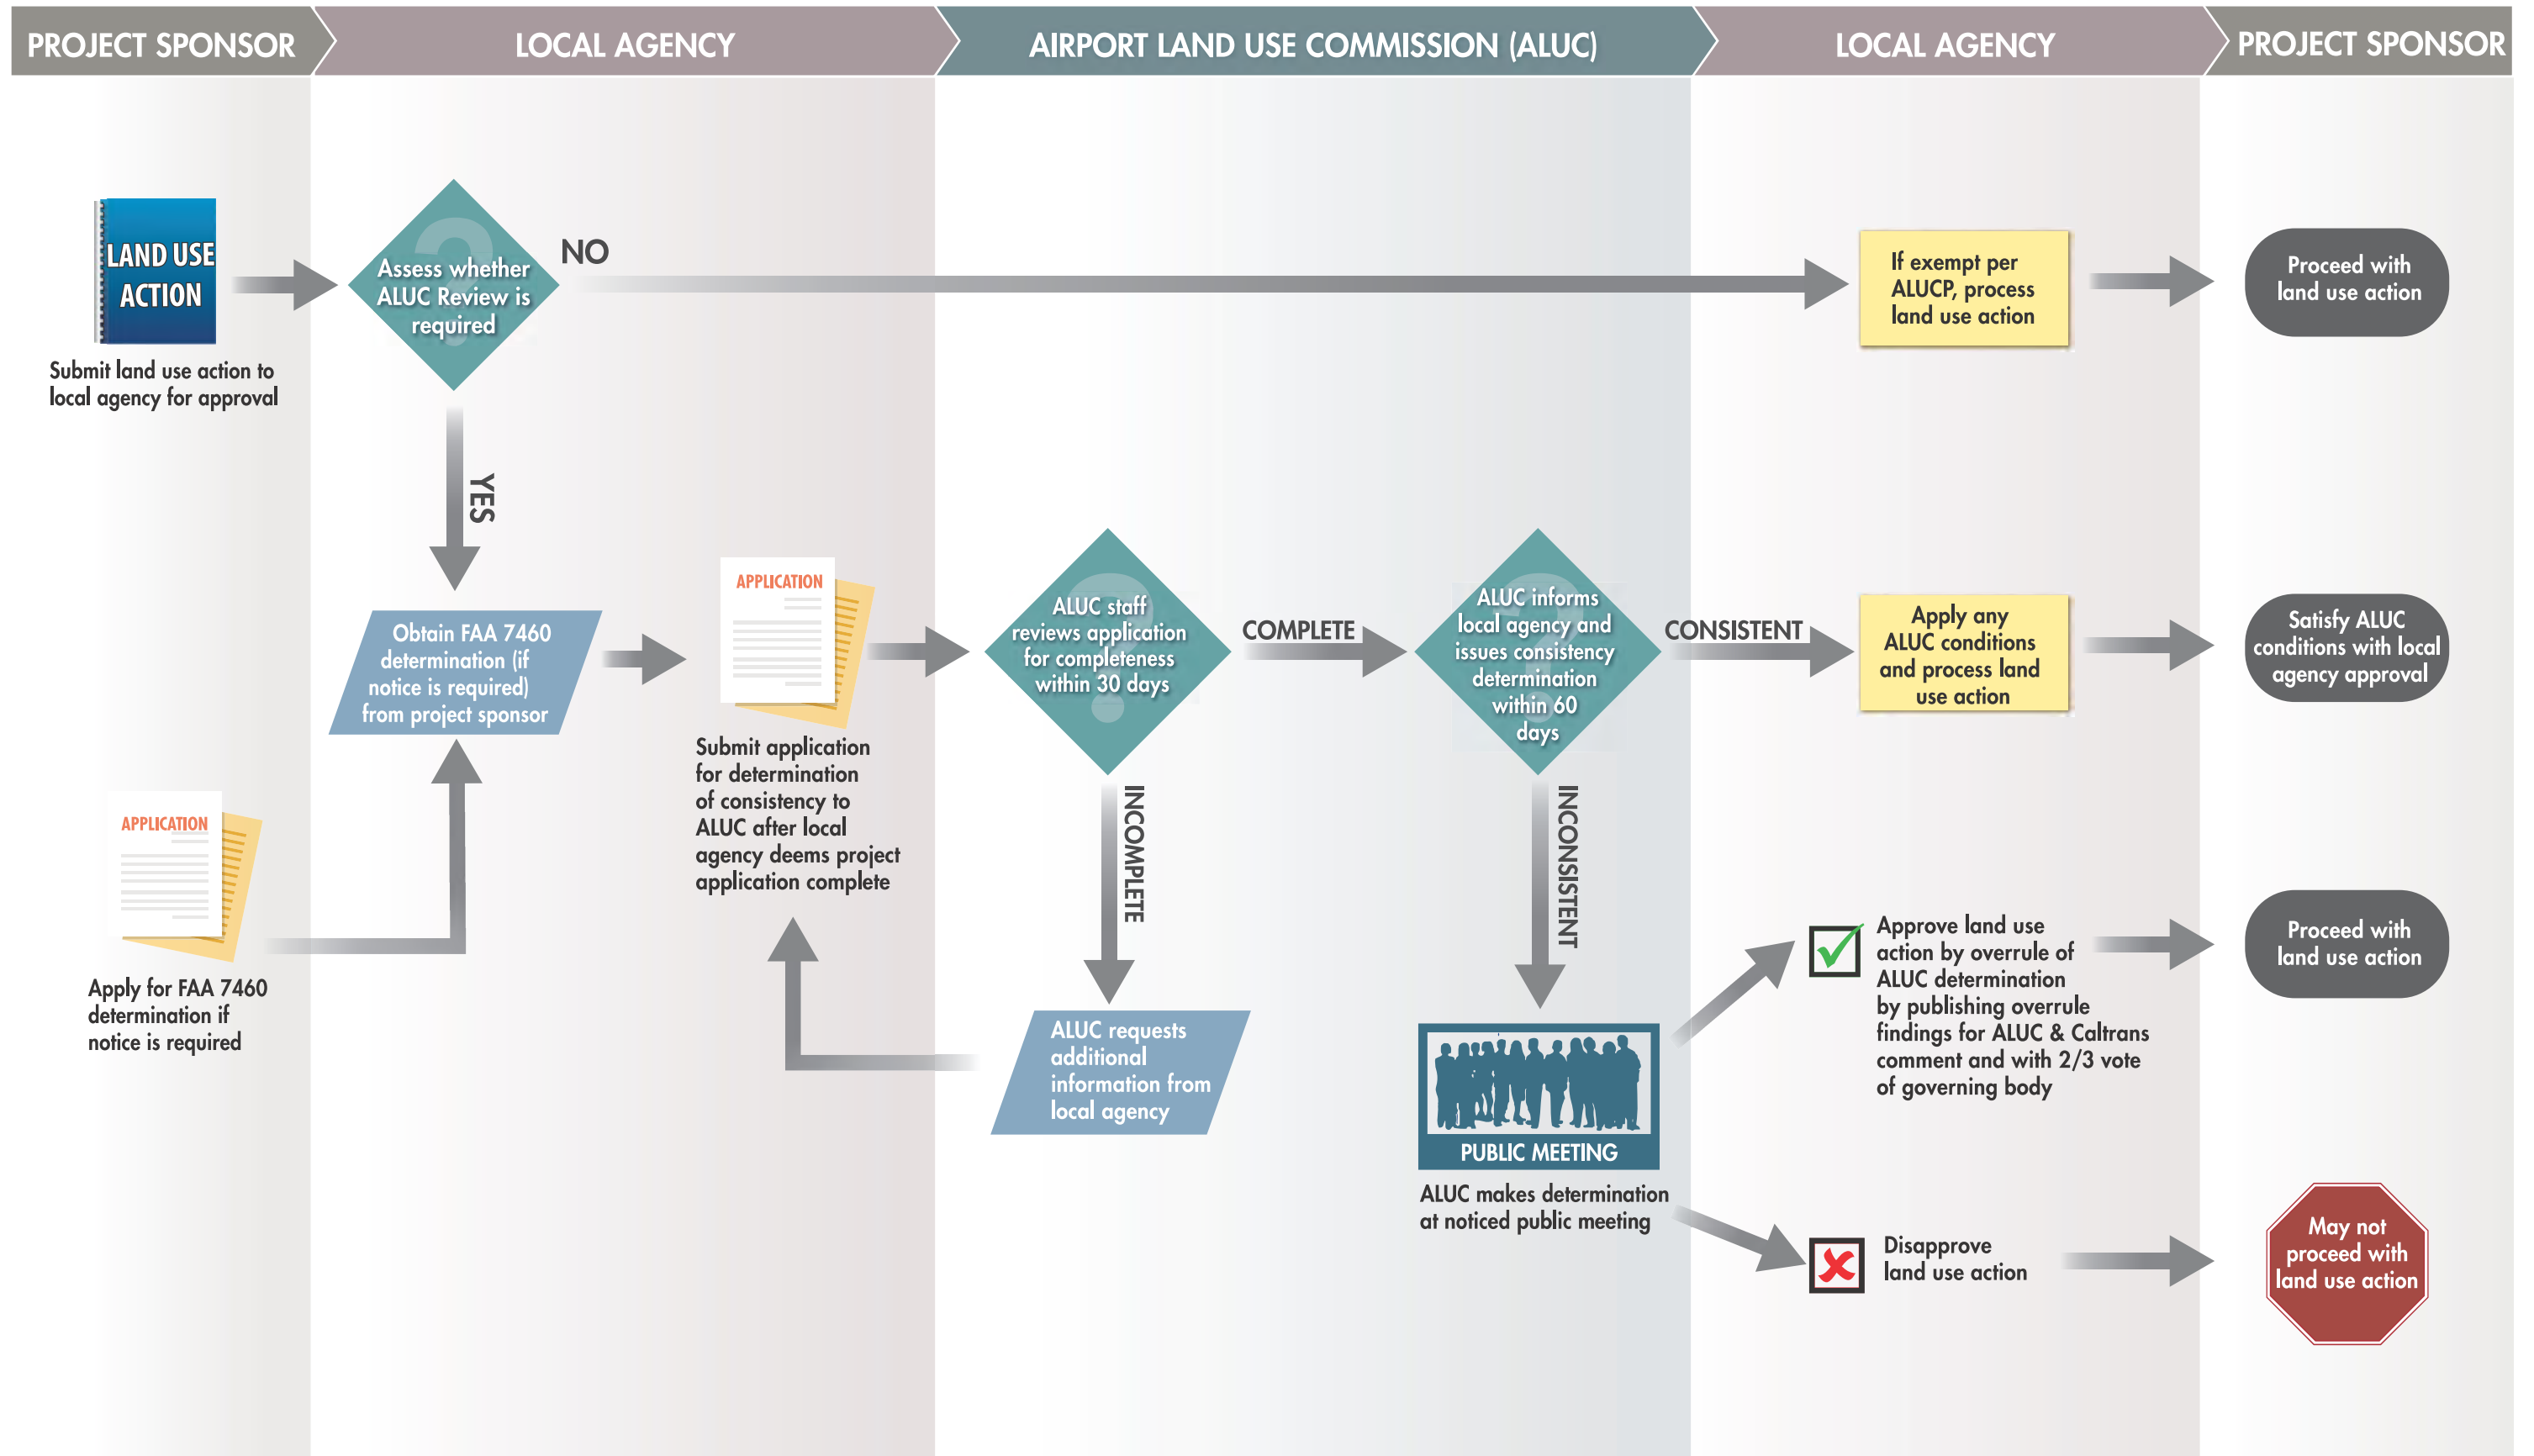 PROJECT SPONSOR
LOCAL AGENCY
AIRPORT LAND USE COMMISSION (ALUC)
LOCAL AGENCY
PROJECT SPONSOR
LAND USE
ACTION
Submit land use action to
local agency for approval
Assess whether
ALUC Review is
required
NO
If exempt per
ALUCP, process
land use action
Proceed with
land use action
YES
Obtain FAA 7460
determination (if
notice is required)
from project sponsor
APPLICATION
Submit application
for determination
of consistency to
ALUC after local
agency deems project
application complete
ALUC staff
reviews application
for completeness
within 30 days
COMPLETE
ALUC informs
local agency and
issues consistency
determination
within 60
days
CONSISTENT
Apply any
ALUC conditions
and process land
use action
Satisfy ALUC
conditions with local
agency approval
APPLICATION
Apply for FAA 7460
determination if
notice is required
INCOMPLETE
ALUC requests
additional
information from
local agency
INCONSISTENT
PUBLIC MEETING
ALUC makes determination
at noticed public meeting
Approve land use
action by overrule of
ALUC determination
by publishing overrule
findings for ALUC & Caltrans
comment and with 2/3 vote
of governing body
Proceed with
land use action
Disapprove
land use action
May not
proceed with
land use action